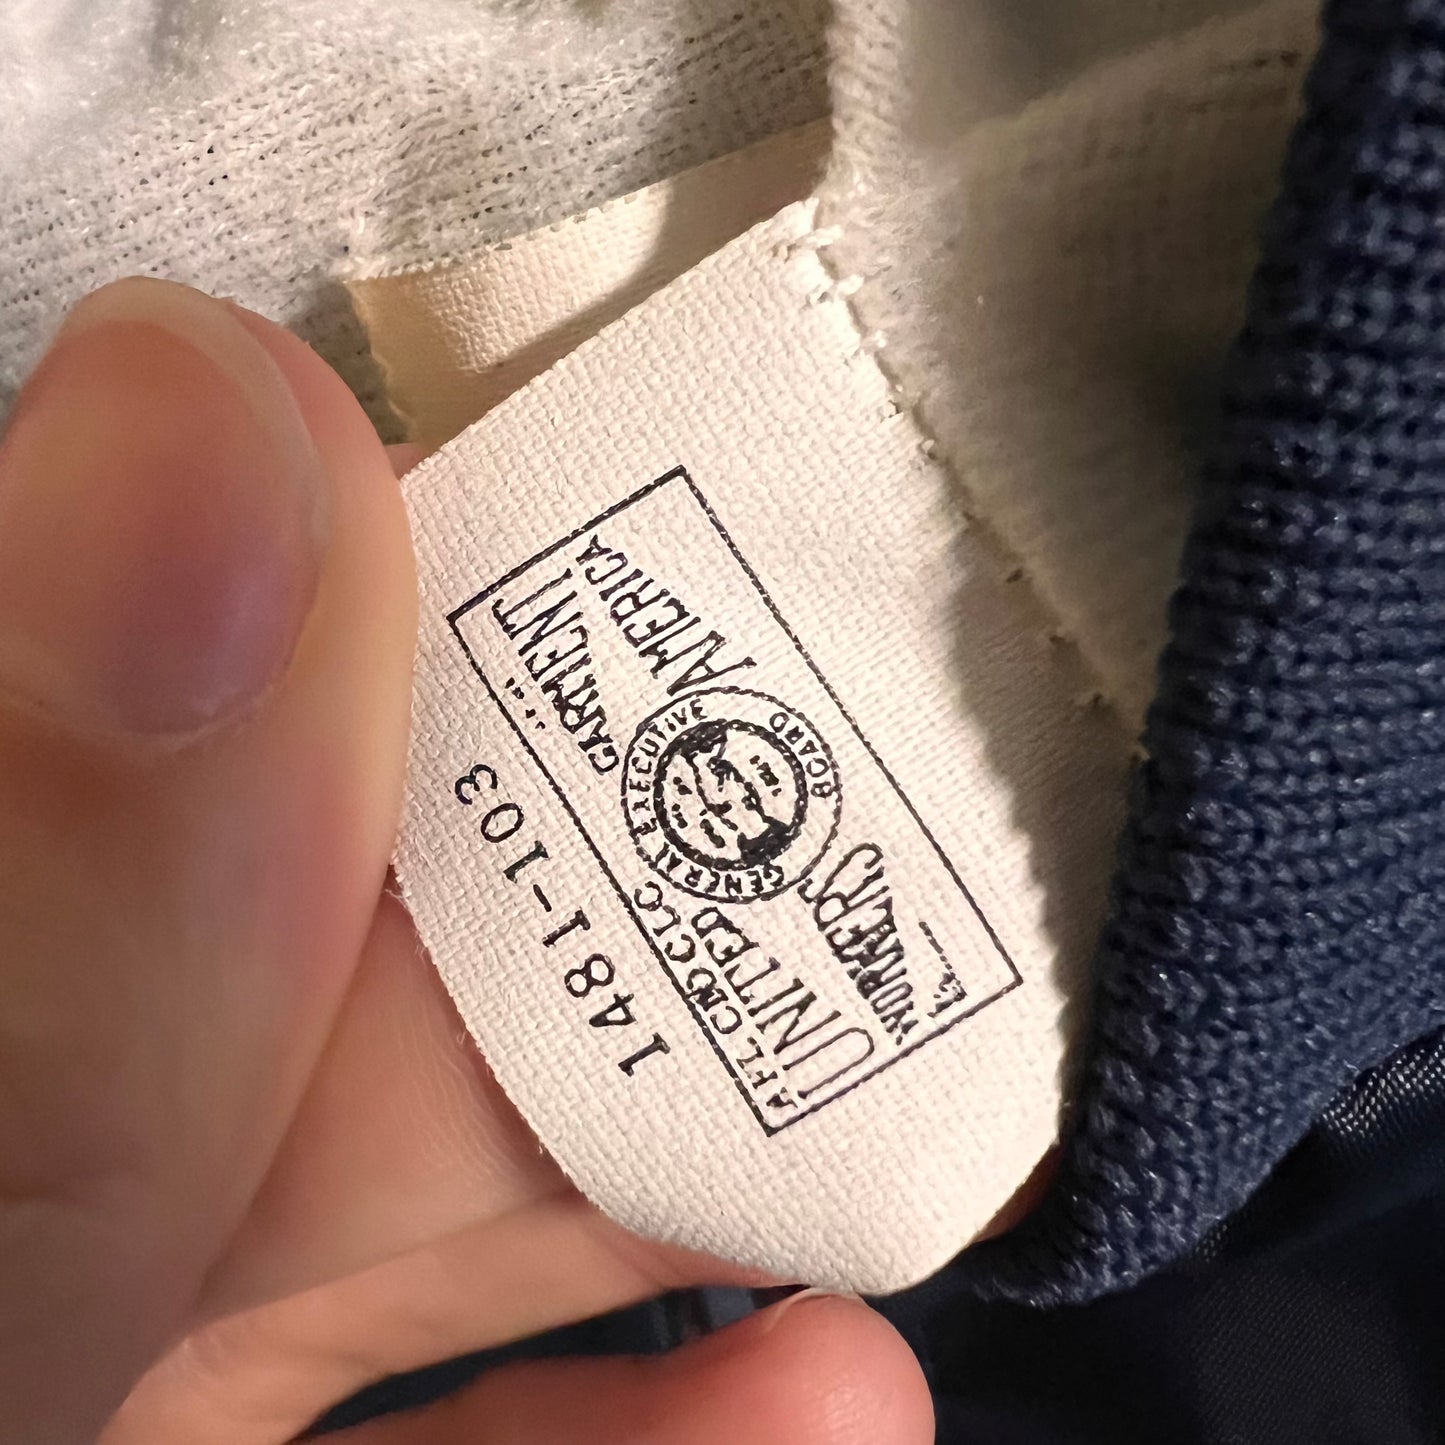 AFL CIO CLC
UNITED GARMENT
WORKERS AMERICA
GENERAL EXECUTIVE BOARD
1481-103